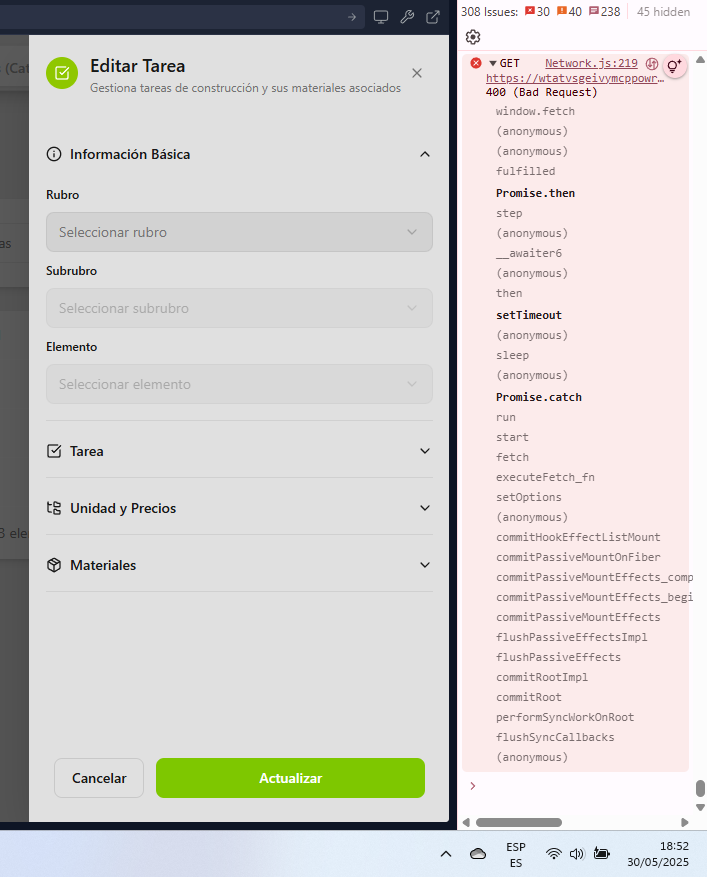 308 Issues: 30 40 238 45 hidden
(Cat
Editar Tarea
Gestiona tareas de construcción y sus materiales asociados
Información Básica
Rubro
Seleccionar rubro
as
Subrubro
Seleccionar subrubro
Elemento
Seleccionar elemento
Tarea
Unidad y Precios
3 ele
Materiales
Cancelar
Actualizar
GET Network.js:219
https://wtatvsgeivymcppowr…
400 (Bad Request)
window.fetch
(anonymous)
(anonymous)
fulfilled
Promise.then
step
(anonymous)
__awaiter6
(anonymous)
then
setTimeout
(anonymous)
sleep
(anonymous)
Promise.catch
run
start
fetch
executeFetch_fn
setOptions
(anonymous)
commitHookEffectListMount
commitPassiveMountOnFiber
commitPassiveMountEffects_comp
commitPassiveMountEffects_begi
commitPassiveMountEffects
flushPassiveEffectsImpl
flushPassiveEffects
commitRootImpl
commitRoot
performSyncWorkOnRoot
flushSyncCallbacks
(anonymous)
ESP
ES
18:52
30/05/2025